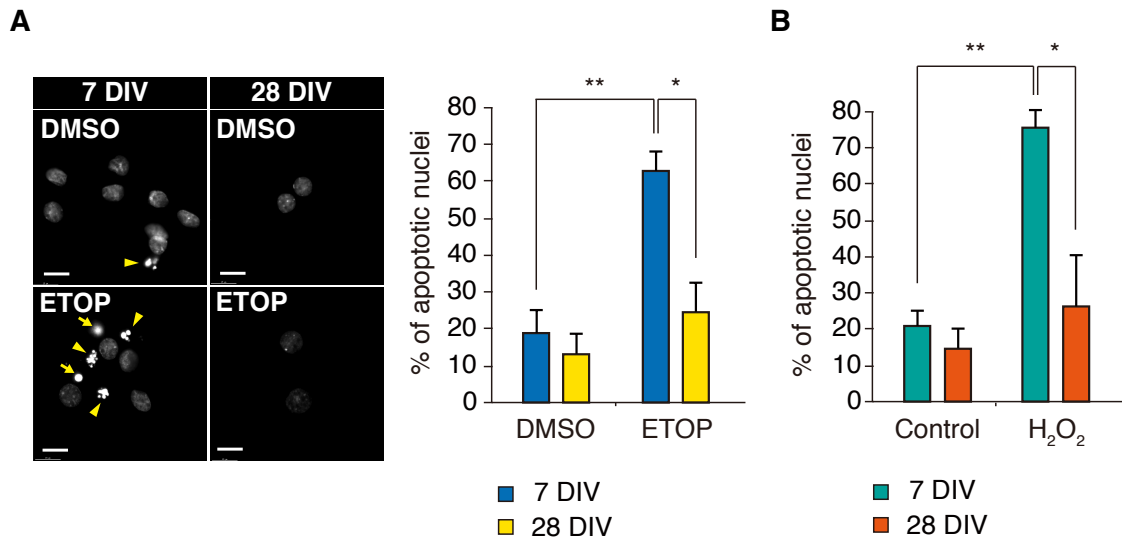 A
B
7 DIV
28 DIV
DMSO
DMSO
ETOP
ETOP
**
*
80
70
60
50
40
30
20
10
0
% of apoptotic nuclei
DMSO
ETOP
7 DIV
28 DIV
**
*
80
70
60
50
40
30
20
10
0
% of apoptotic nuclei
Control
H₂O₂
7 DIV
28 DIV